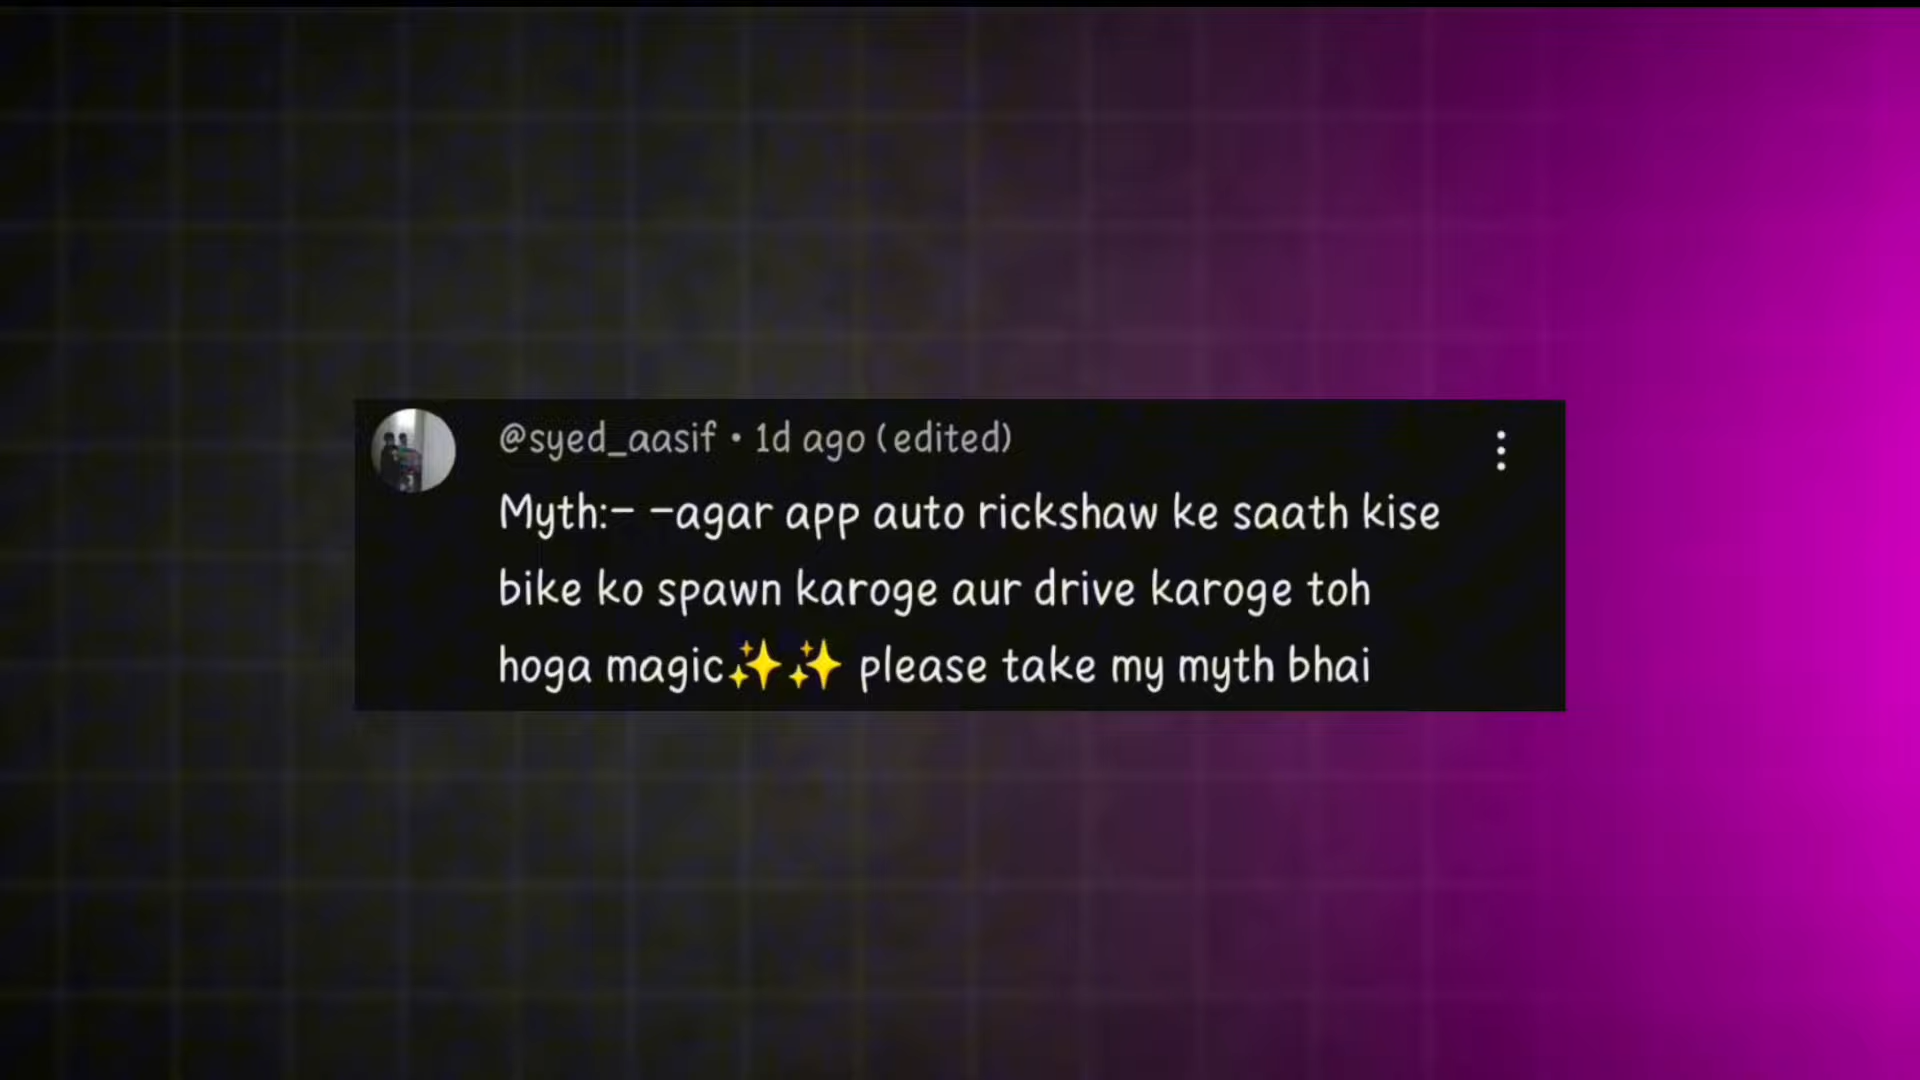 @syed_aasif • 1d ago (edited)
Myth:- -agar app auto rickshaw ke saath kise
bike ko spawn karoge aur drive karoge toh
hoga magic✨✨ please take my myth bhai